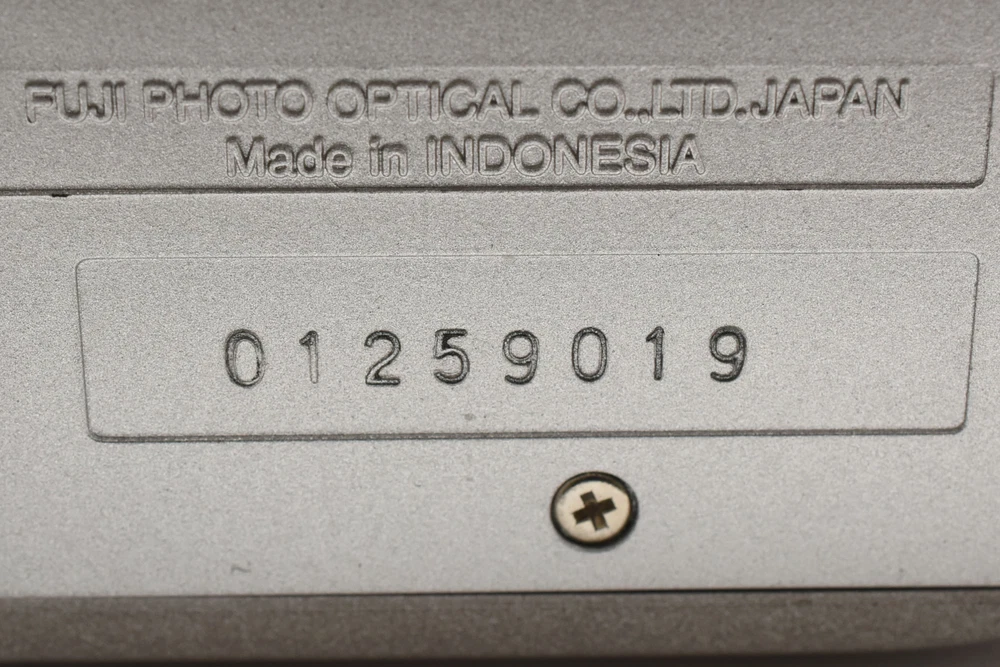 FUJI PHOTO OPTICAL CO.,LTD.JAPAN
Made in INDONESIA
01259019